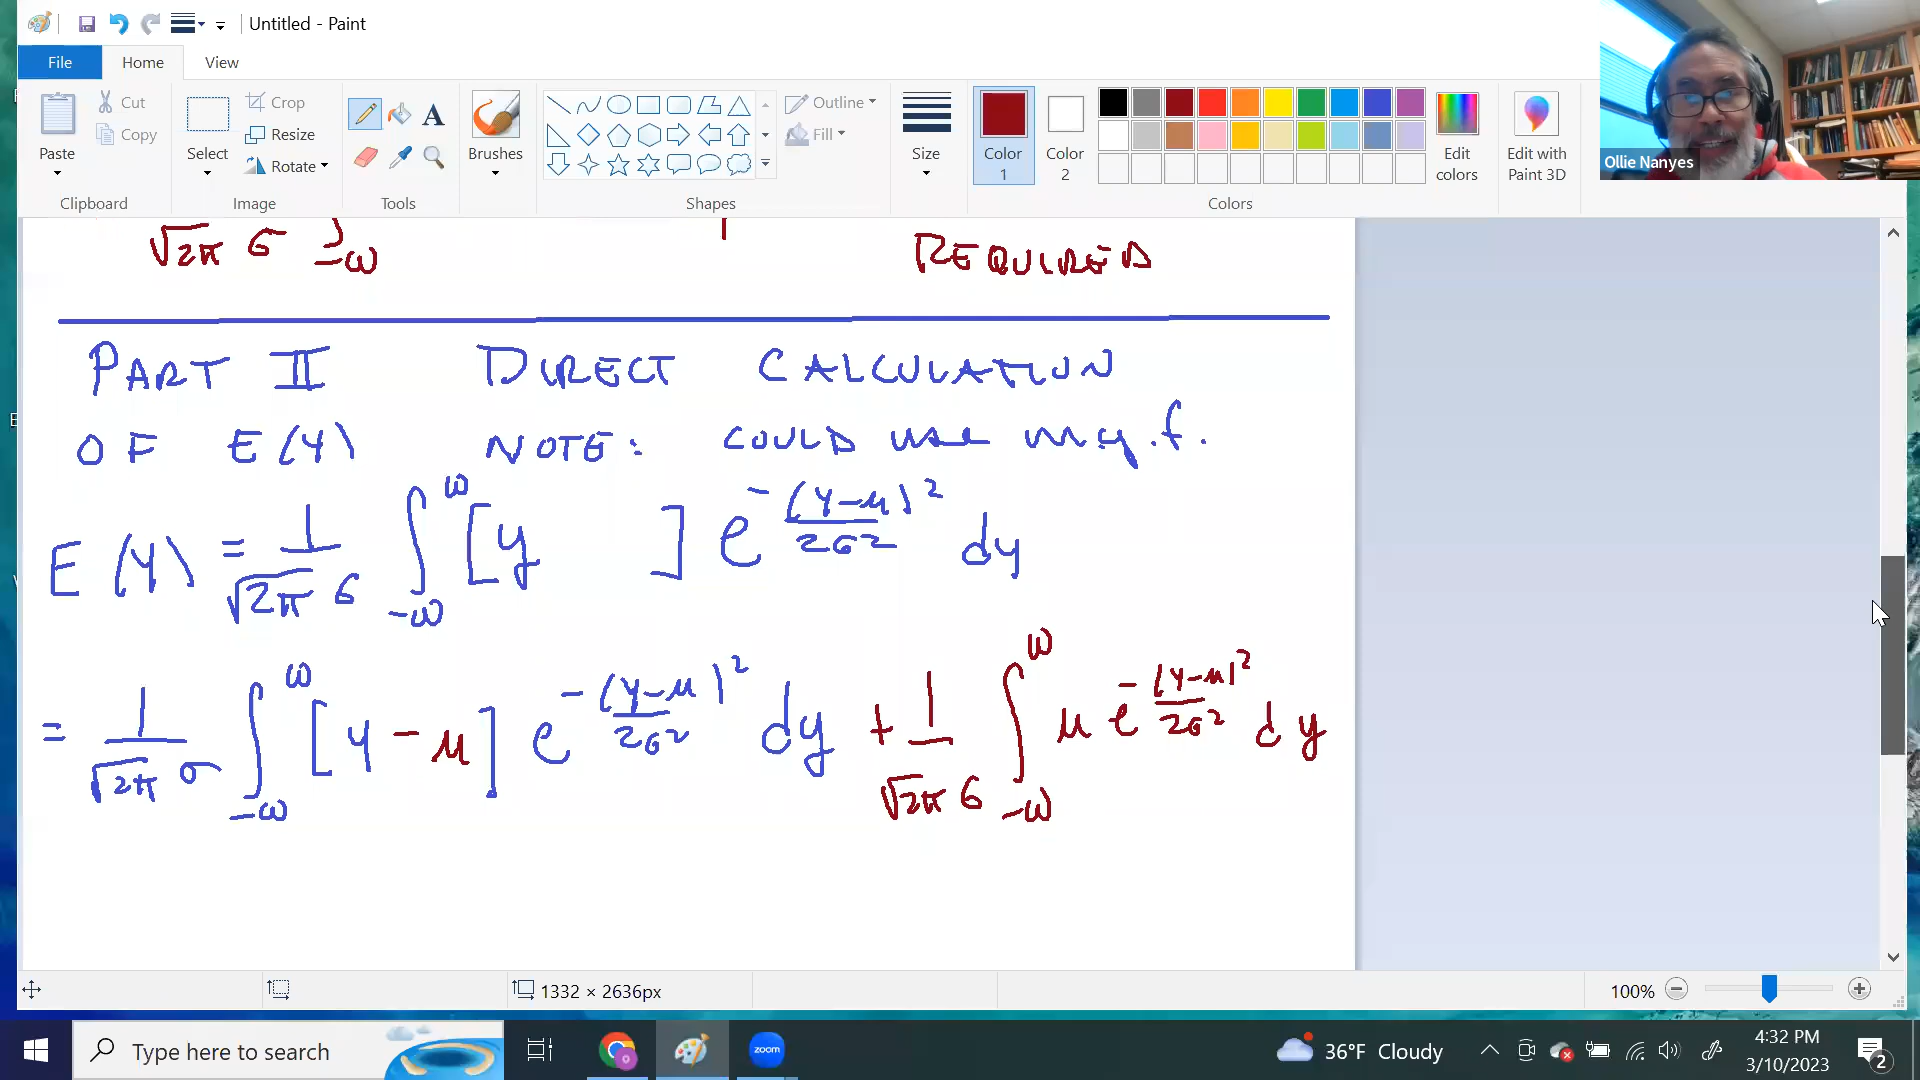 Untitled - Paint
File Home View
Cut
Copy
Paste
Clipboard
Select
Crop
Resize
Rotate
Image
Tools
Brushes
Shapes
Outline
Fill
Size
Color 1
Color 2
Edit colors
Edit with Paint 3D
Colors
Ollie Nanyes
√2π σ ∫-∞ REQUIRED
PART II DIRECT CALCULATION
OF E(Y) NOTE: COULD use m.g.f.
E(Y) = 1/(√2π σ) ∫_{-∞}^{∞} [y ] e^{-(y-μ)²/2σ²} dy
= 1/(√2π σ) ∫_{-∞}^{∞} [y - μ] e^{-(y-μ)²/2σ²} dy + 1/(√2π σ) ∫_{-∞}^{∞} μ e^{-(y-μ)²/2σ²} dy
1332 × 2636px
100%
Type here to search
zoom
36°F Cloudy
4:32 PM
3/10/2023
2